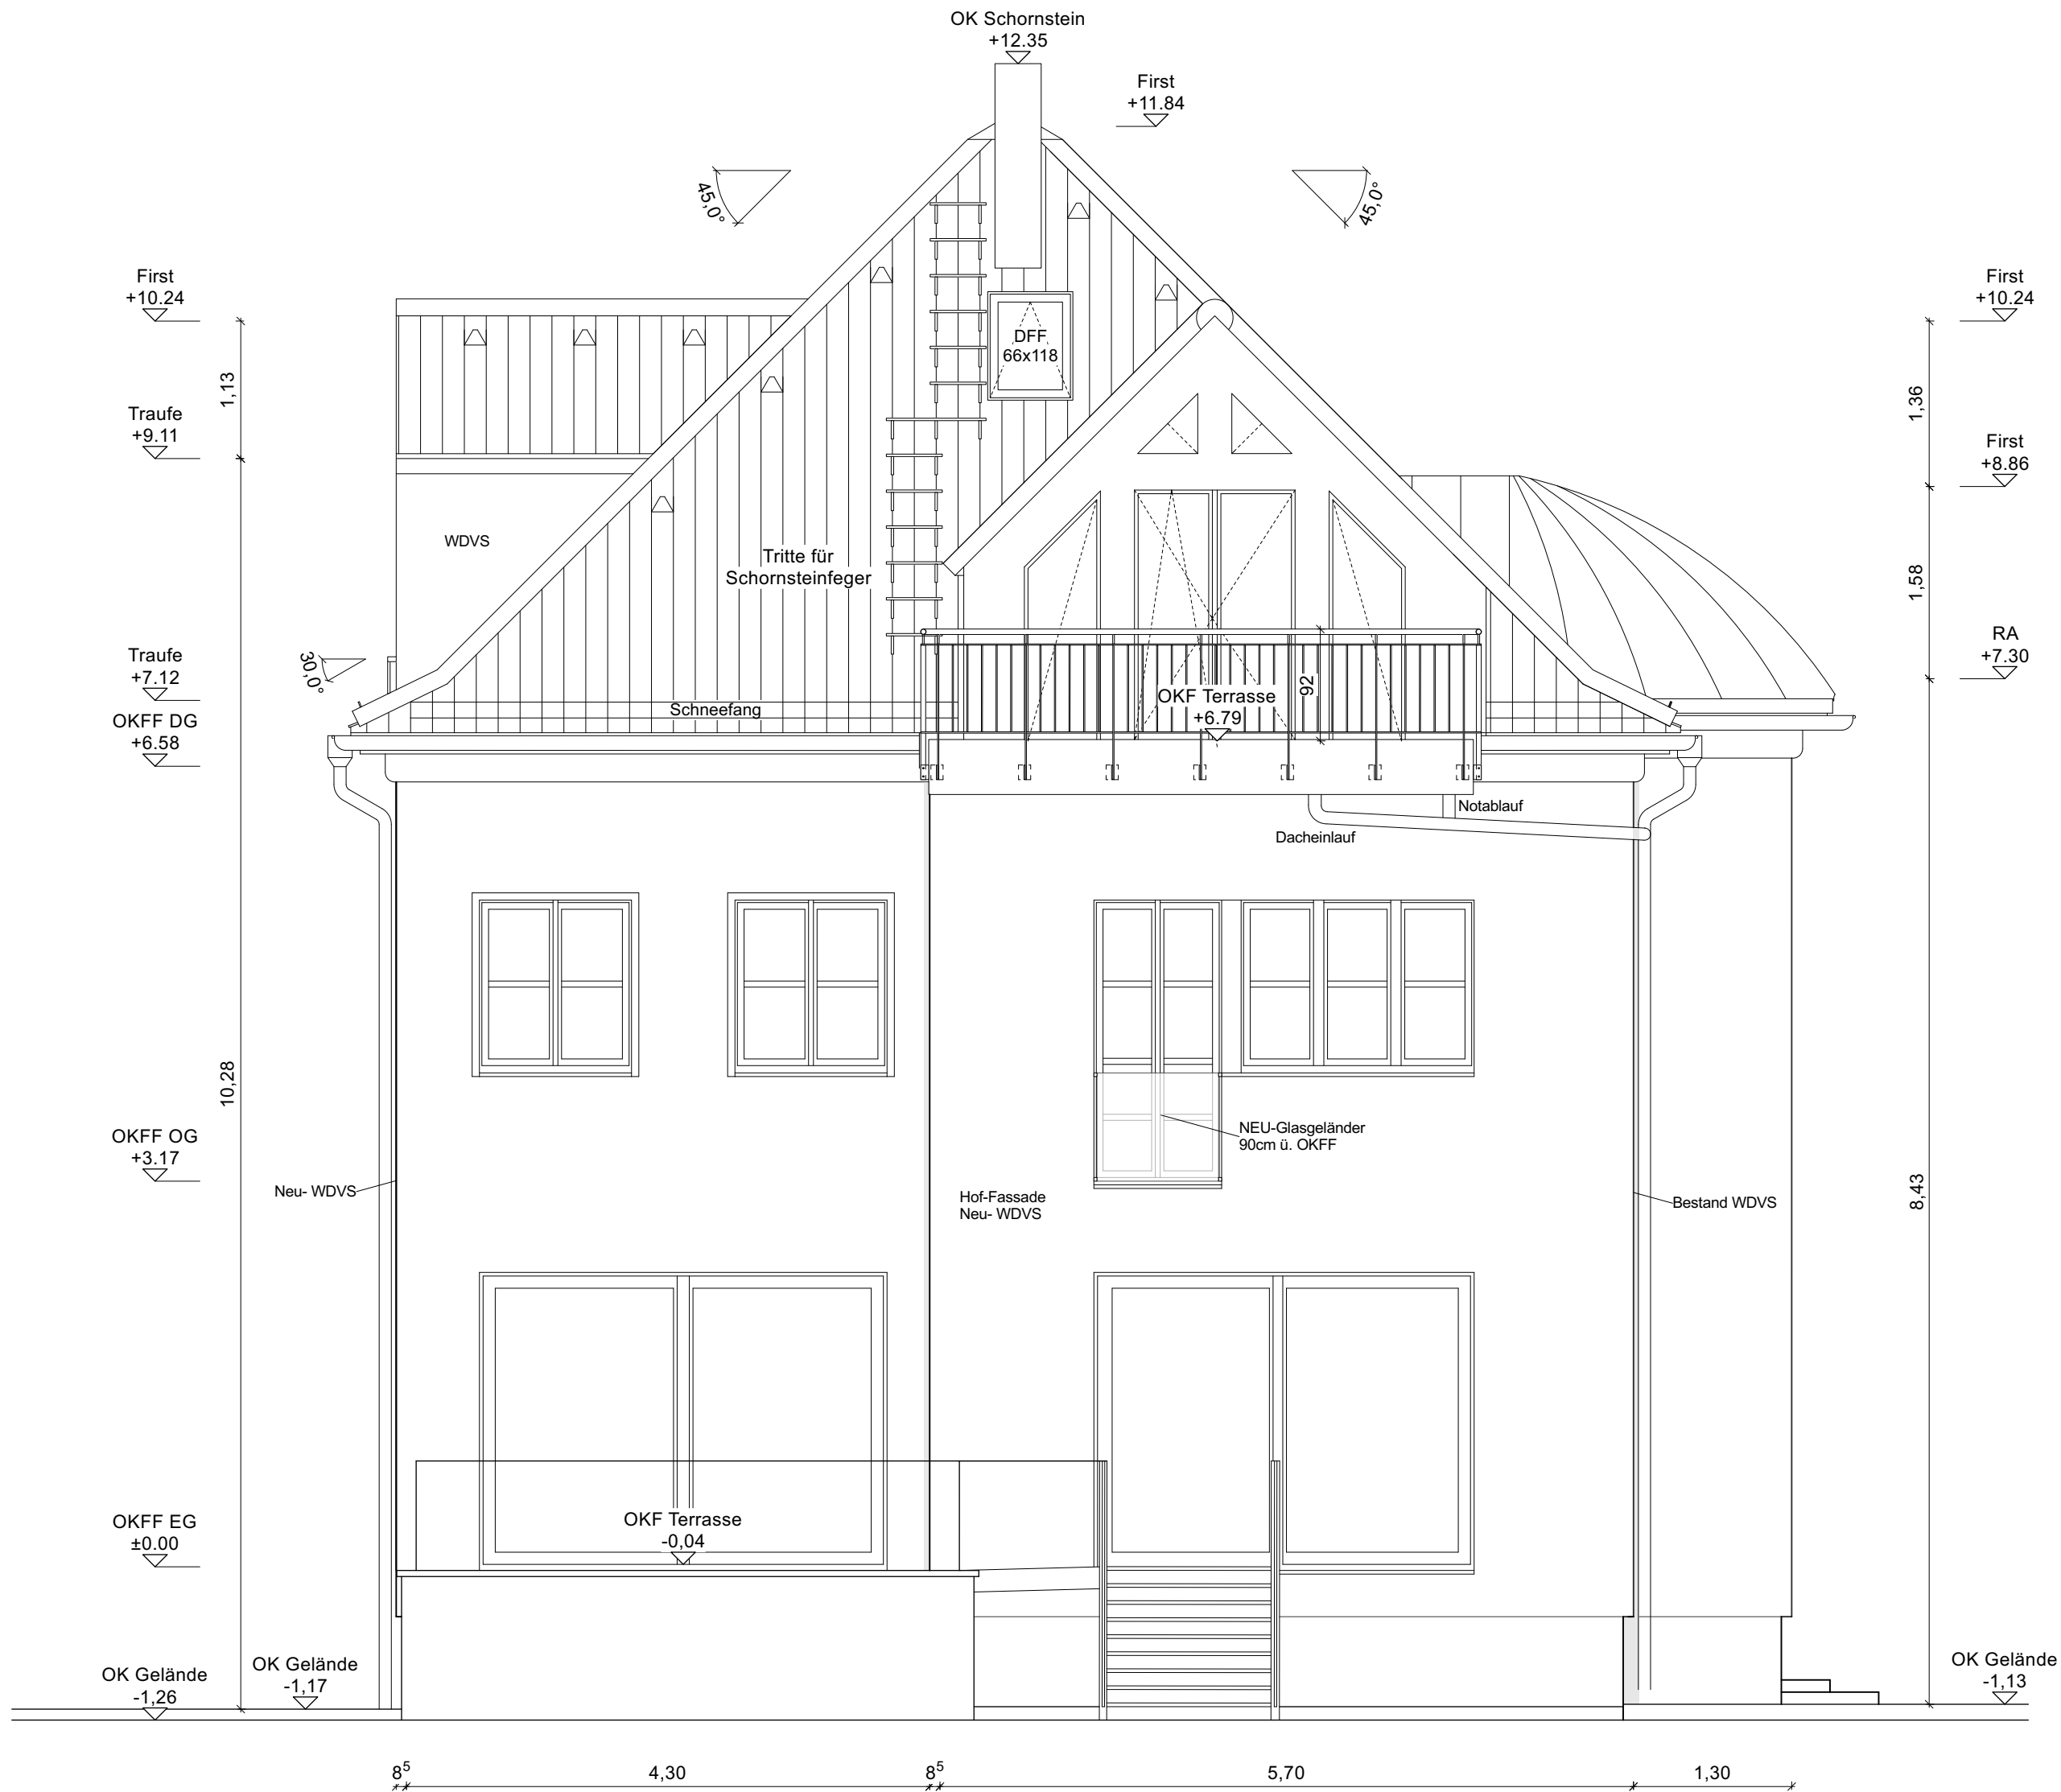 OK Schornstein
+12.35
First
+11.84
45,0°
45,0°
First
+10.24
First
+10.24
DFF
66x118
1,13
1,36
Traufe
+9.11
First
+8.86
WDVS
Tritte für
Schornsteinfeger
1,58
30,0°
Traufe
+7.12
RA
+7.30
Schneefang
92
OKF Terrasse
+6.79
OKFF DG
+6.58
Notablauf
Dacheinlauf
10,28
OKFF OG
+3.17
NEU-Glasgeländer
90cm ü. OKFF
Neu- WDVS
Hof-Fassade
Neu- WDVS
Bestand WDVS
8,43
OKFF EG
±0.00
OKF Terrasse
-0,04
OK Gelände
-1,26
OK Gelände
-1,17
OK Gelände
-1,13
8⁵
4,30
8⁵
5,70
1,30